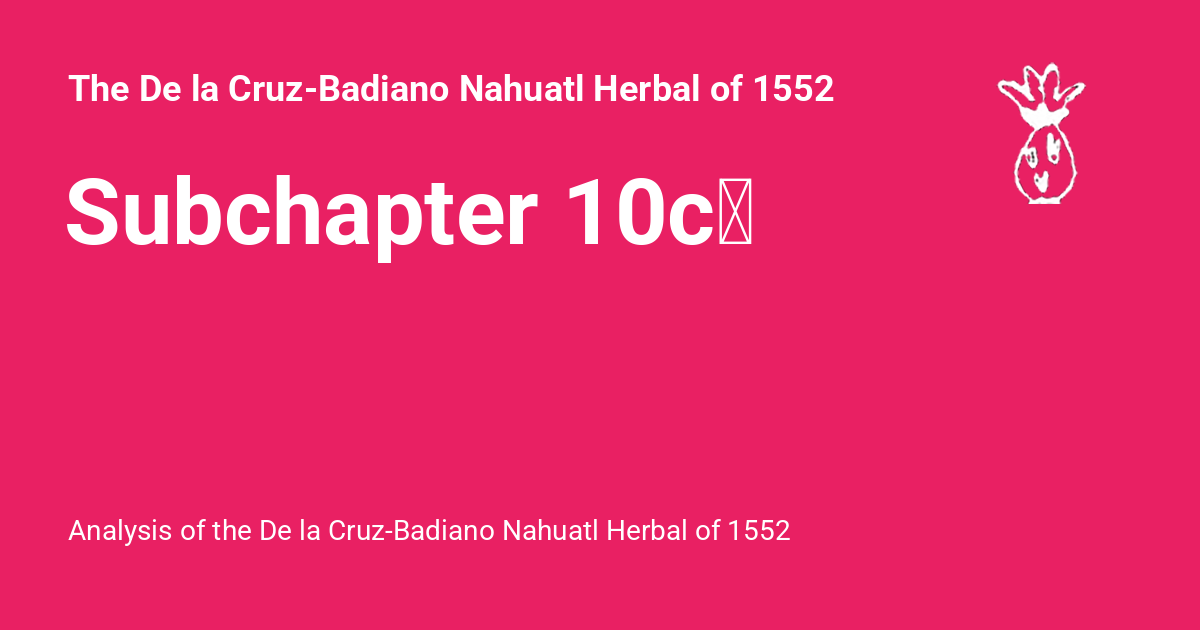 The De la Cruz-Badiano Nahuatl Herbal of 1552
Subchapter 10c
Analysis of the De la Cruz-Badiano Nahuatl Herbal of 1552